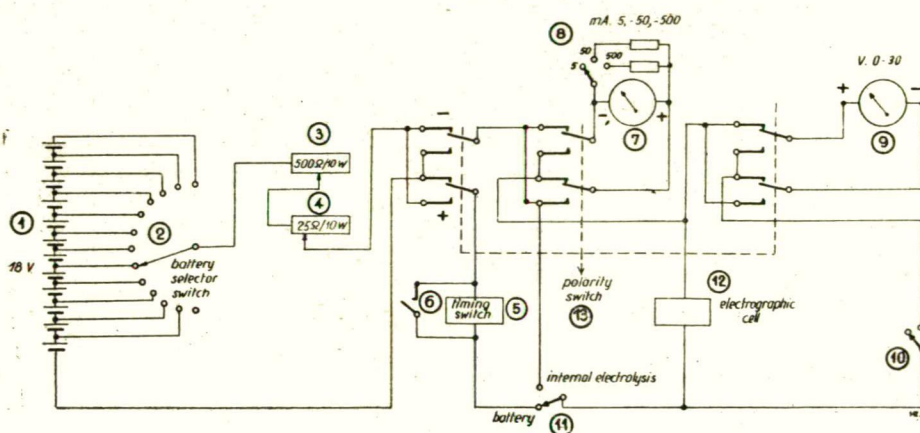 mA. 5,-50,-500
8
50
500
5
V. 0-30
+
-
9
-
+
7
3
500Ω/10W
4
25Ω/10W
-
+
1
18 V.
2
battery
selector
switch
6
timing
switch
5
polarity
switch
13
12
electrographic
cell
10
internal electrolysis
battery
11